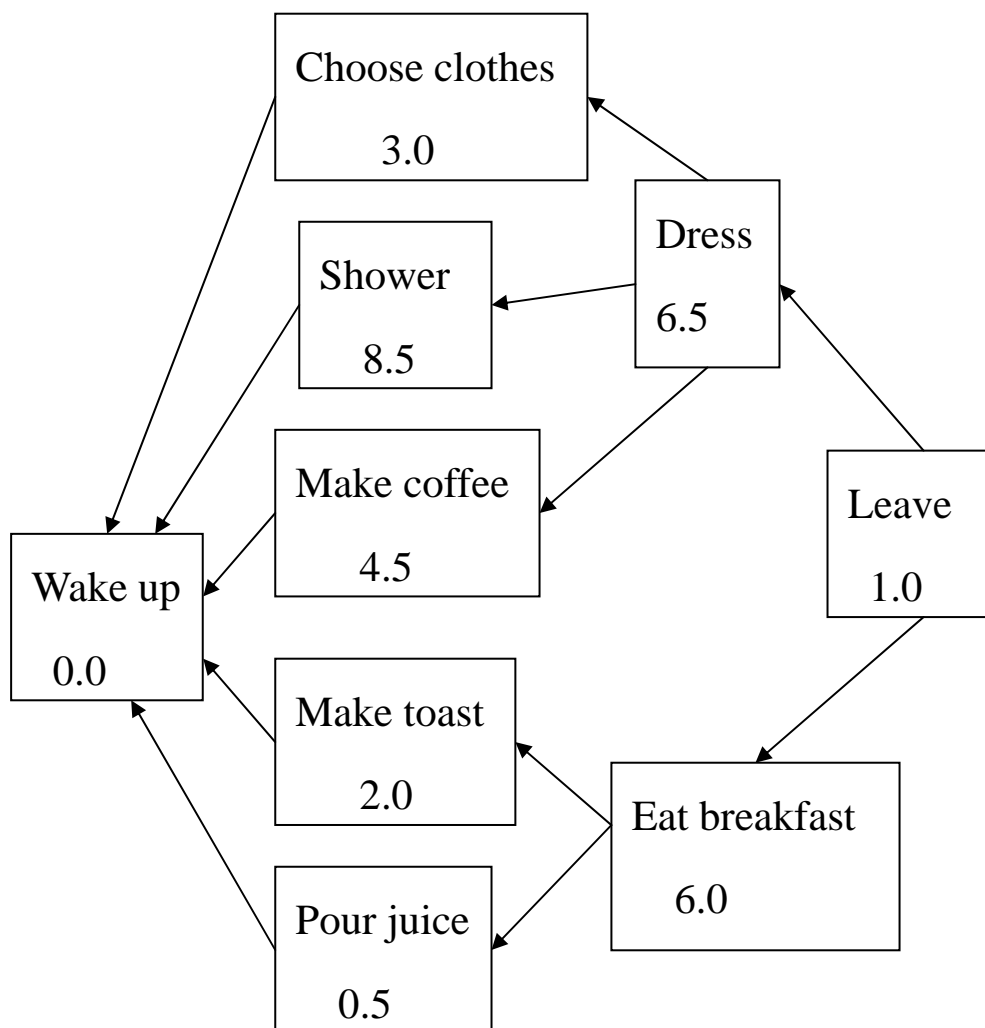 Choose clothes
3.0
Dress
6.5
Shower
8.5
Make coffee
4.5
Leave
1.0
Wake up
0.0
Make toast
2.0
Eat breakfast
6.0
Pour juice
0.5